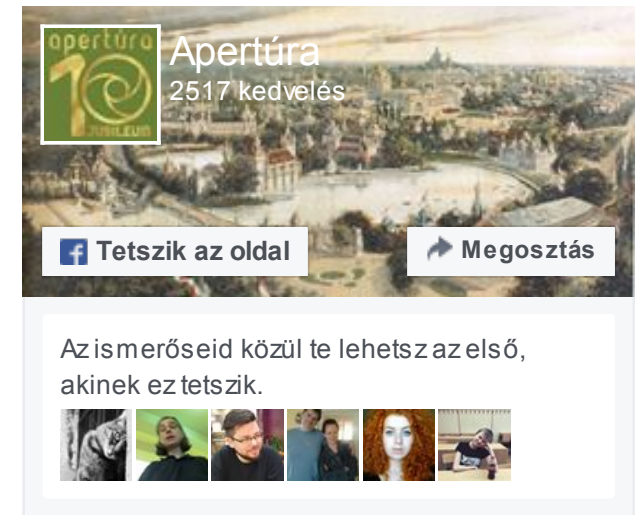 apertúra
10
JUBILEUM
Apertúra
2517 kedvelés
Tetszik az oldal
Megosztás
Az ismerőseid közül te lehetsz az első,
akinek ez tetszik.